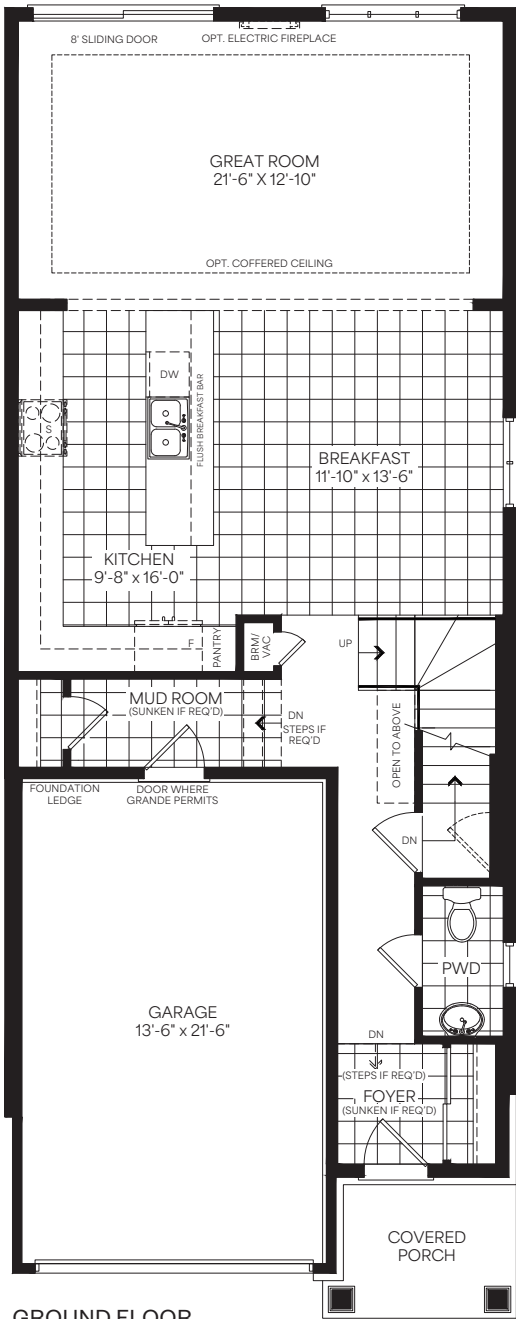 8' SLIDING DOOR
OPT. ELECTRIC FIREPLACE
GREAT ROOM
21'-6" X 12'-10"
OPT. COFFERED CEILING
DW
FLUSH BREAKFAST BAR
S
BREAKFAST
11'-10" x 13'-6"
KITCHEN
9'-8" x 16'-0"
F
PANTRY
BRM/
VAC
UP
MUD ROOM
(SUNKEN IF REQ'D)
DN
STEPS IF
REQ'D
OPEN TO ABOVE
FOUNDATION
LEDGE
DOOR WHERE
GRANDE PERMITS
DN
PWD
GARAGE
13'-6" x 21'-6"
DN
(STEPS IF REQ'D)
FOYER
(SUNKEN IF REQ'D)
COVERED
PORCH
GROUND FLOOR